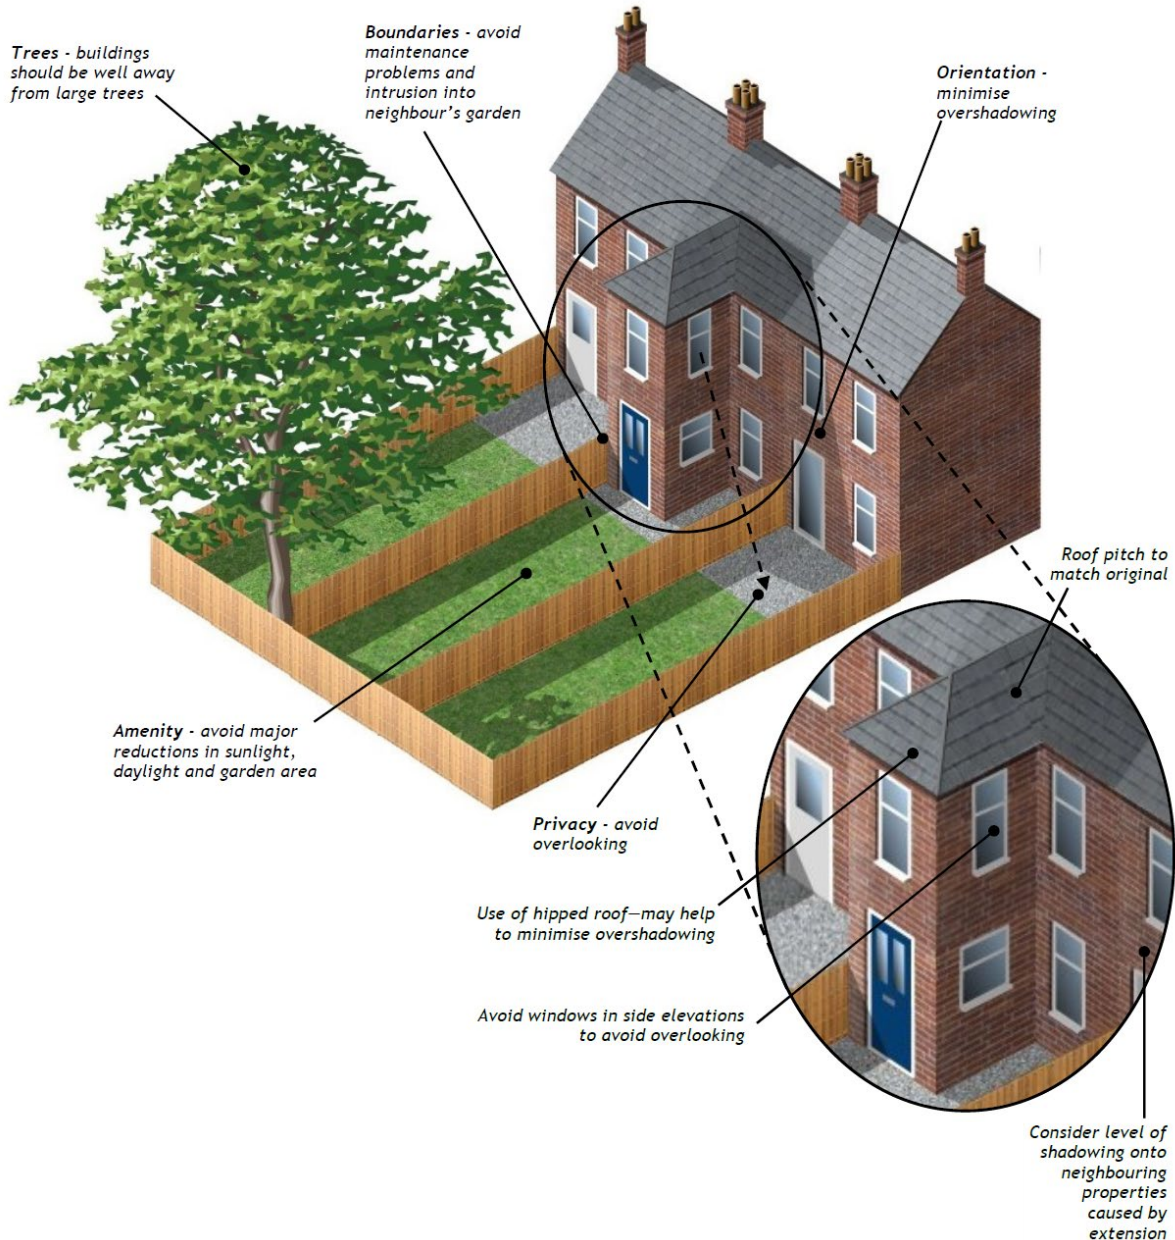 Trees - buildings
should be well away
from large trees
Boundaries - avoid
maintenance
problems and
intrusion into
neighbour's garden
Orientation -
minimise
overshadowing
Roof pitch to
match original
Amenity - avoid major
reductions in sunlight,
daylight and garden area
Privacy - avoid
overlooking
Use of hipped roof—may help
to minimise overshadowing
Avoid windows in side elevations
to avoid overlooking
Consider level of
shadowing onto
neighbouring
properties
caused by
extension